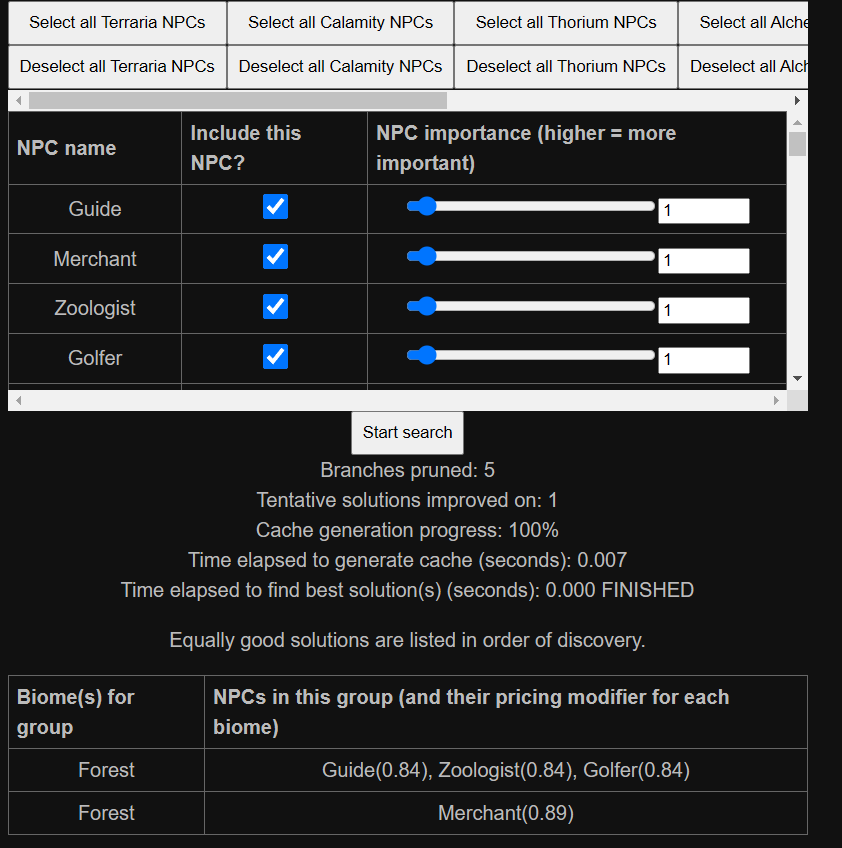 Select all Terraria NPCs Select all Calamity NPCs Select all Thorium NPCs Select all Alche
Deselect all Terraria NPCs Deselect all Calamity NPCs Deselect all Thorium NPCs Deselect all Alch
NPC name Include this NPC? NPC importance (higher = more important)
Guide 1
Merchant 1
Zoologist 1
Golfer 1
Start search
Branches pruned: 5
Tentative solutions improved on: 1
Cache generation progress: 100%
Time elapsed to generate cache (seconds): 0.007
Time elapsed to find best solution(s) (seconds): 0.000 FINISHED
Equally good solutions are listed in order of discovery.
Biome(s) for group NPCs in this group (and their pricing modifier for each biome)
Forest Guide(0.84), Zoologist(0.84), Golfer(0.84)
Forest Merchant(0.89)